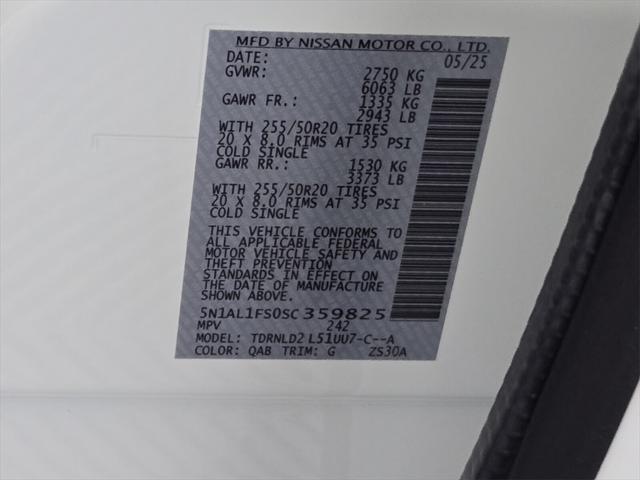 MFD BY NISSAN MOTOR CO., LTD.
DATE: 05/25
GVWR: 2750 KG
6063 LB
GAWR FR.: 1335 KG
2943 LB
WITH 255/50R20 TIRES
20 X 8.0 RIMS AT 35 PSI
COLD SINGLE
GAWR RR.: 1530 KG
3373 LB
WITH 255/50R20 TIRES
20 X 8.0 RIMS AT 35 PSI
COLD SINGLE
THIS VEHICLE CONFORMS TO
ALL APPLICABLE FEDERAL
MOTOR VEHICLE SAFETY AND
THEFT PREVENTION
STANDARDS IN EFFECT ON
THE DATE OF MANUFACTURE
SHOWN ABOVE.
5N1AL1FS0SC359825
MPV 242
MODEL: TDRNLD2 L51UU7-C--A
COLOR: QAB TRIM: G ZS30A